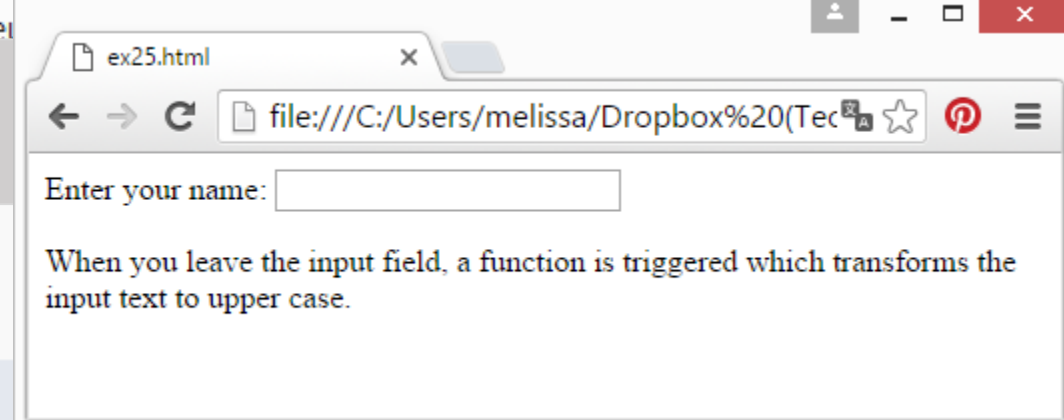 ex25.html
file:///C:/Users/melissa/Dropbox%20(Tec
Enter your name:
When you leave the input field, a function is triggered which transforms the
input text to upper case.